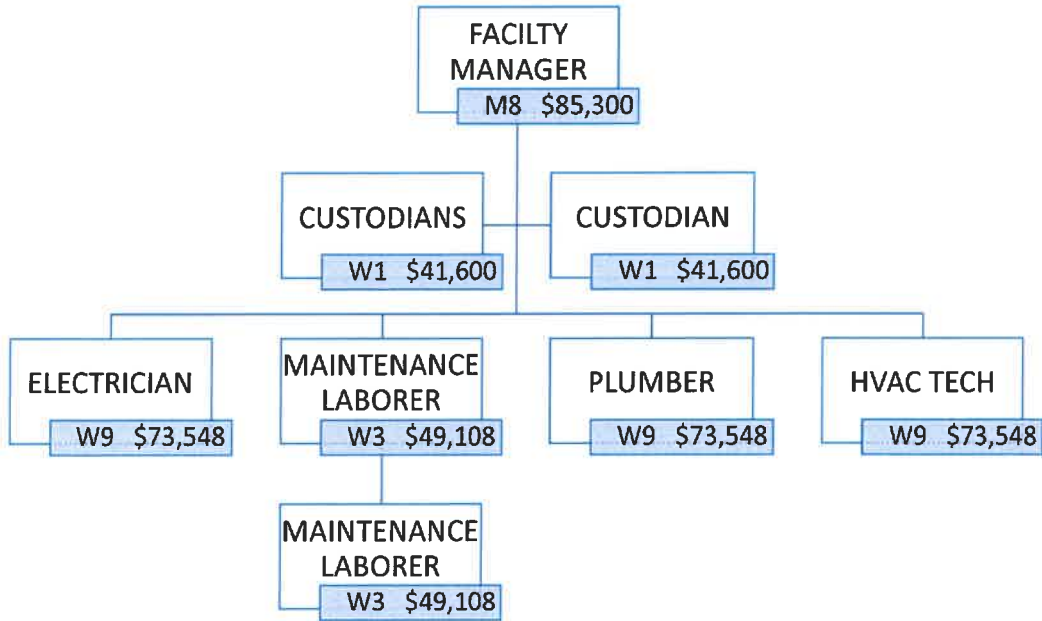 FACILTY
MANAGER
M8 $85,300
CUSTODIANS
W1 $41,600
CUSTODIAN
W1 $41,600
ELECTRICIAN
W9 $73,548
MAINTENANCE
LABORER
W3 $49,108
PLUMBER
W9 $73,548
HVAC TECH
W9 $73,548
MAINTENANCE
LABORER
W3 $49,108